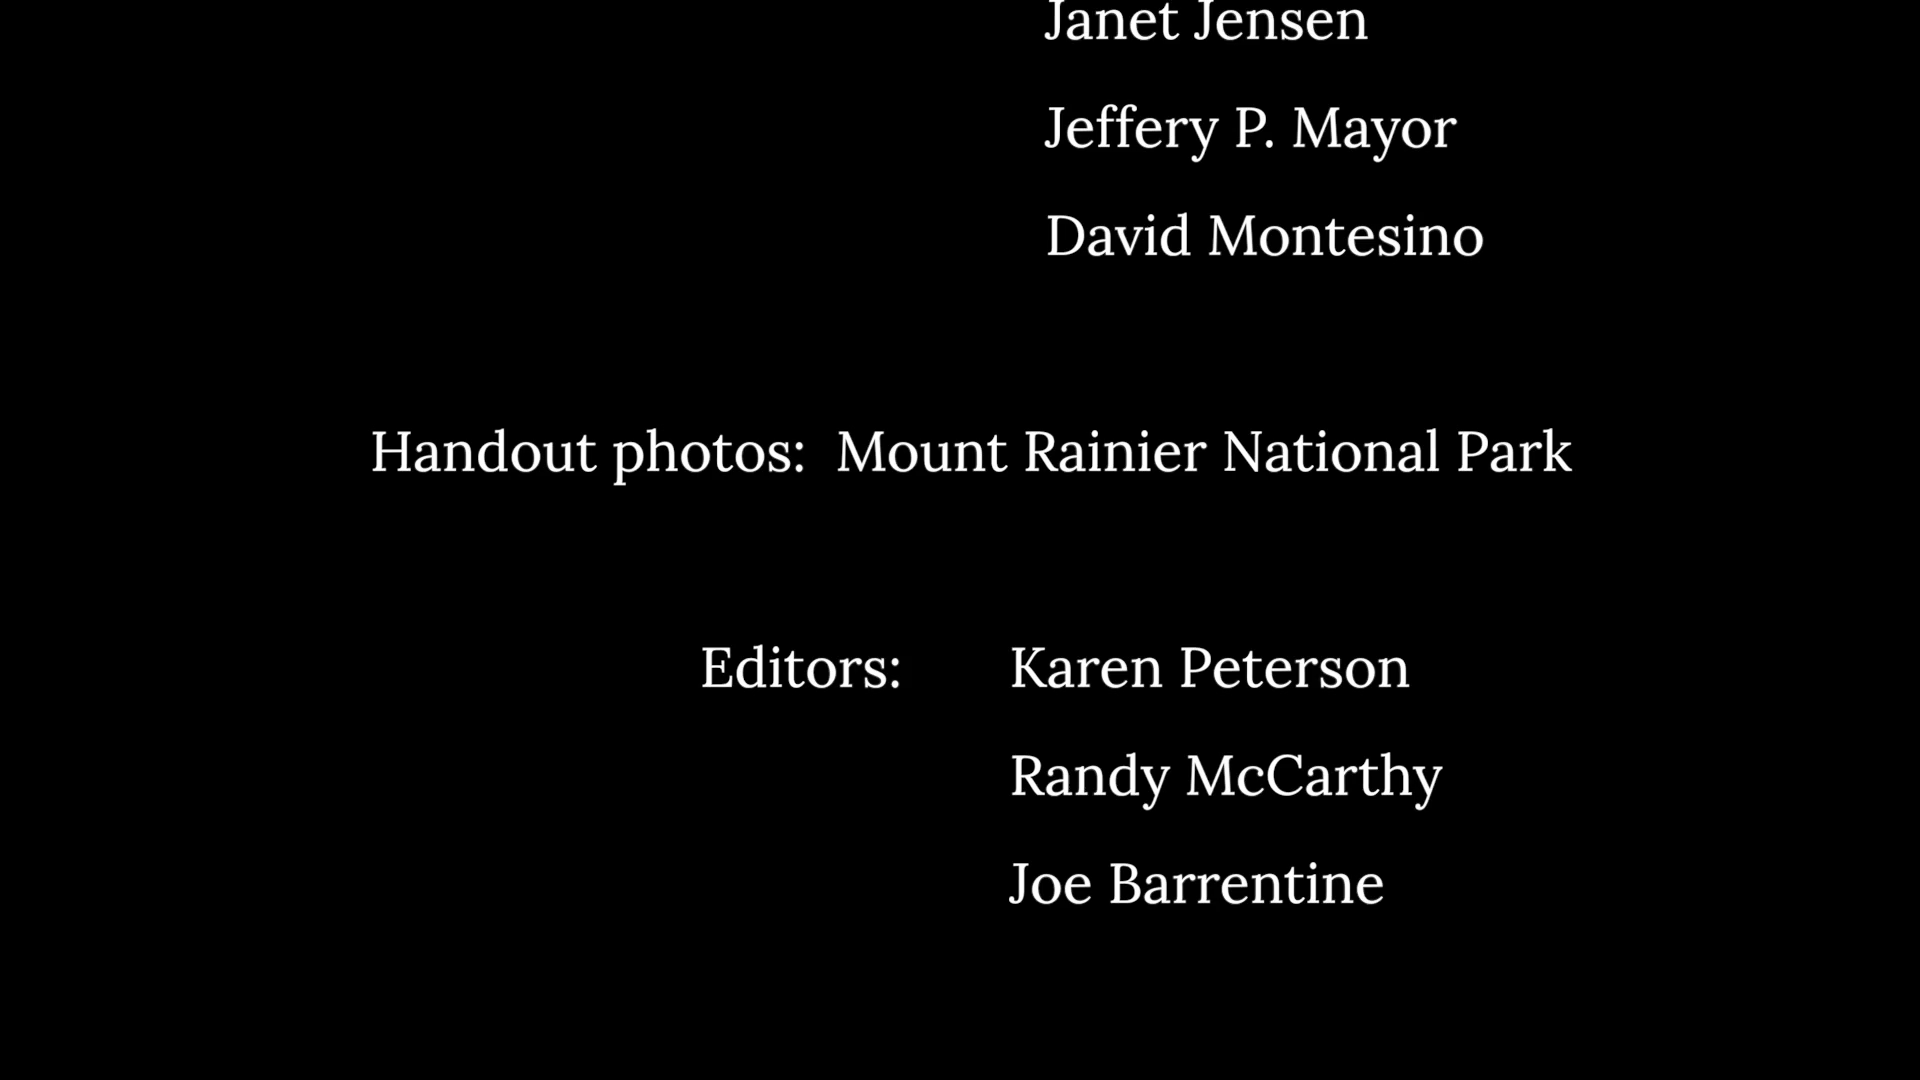 Janet Jensen
Jeffery P. Mayor
David Montesino
Handout photos: Mount Rainier National Park
Editors: Karen Peterson
Randy McCarthy
Joe Barrentine